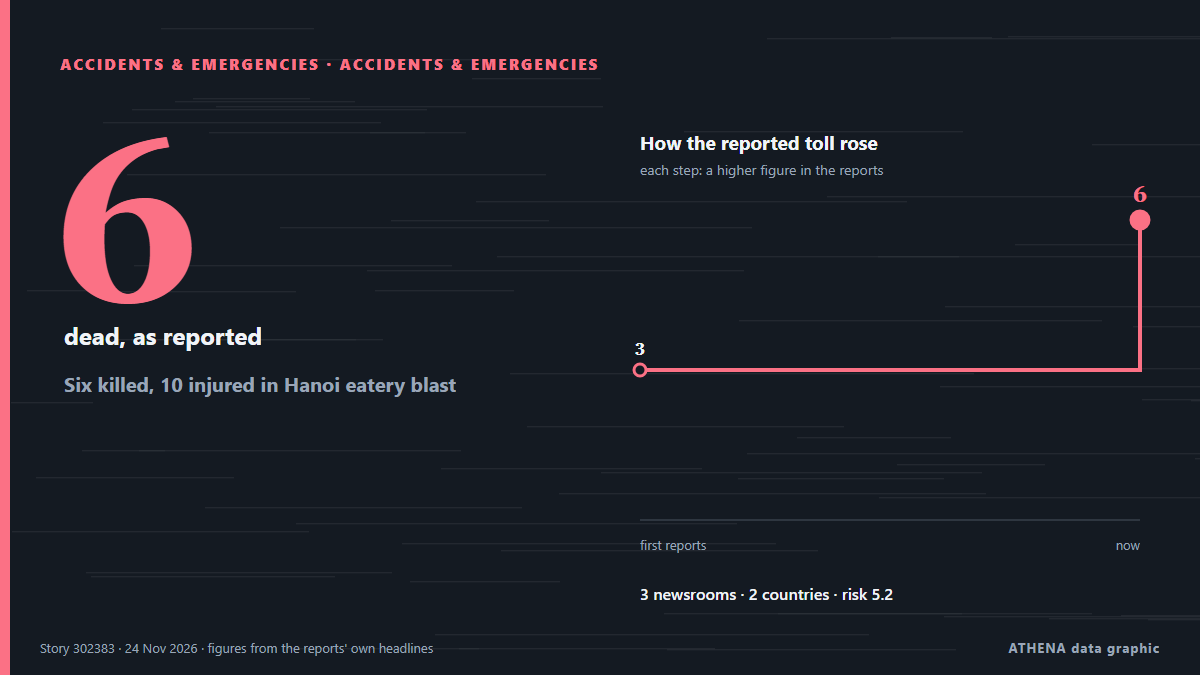 ACCIDENTS & EMERGENCIES · ACCIDENTS & EMERGENCIES
6
dead, as reported
Six killed, 10 injured in Hanoi eatery blast
How the reported toll rose
each step: a higher figure in the reports
6
3
first reports
now
3 newsrooms · 2 countries · risk 5.2
Story 302383 · 24 Nov 2026 · figures from the reports' own headlines
ATHENA data graphic